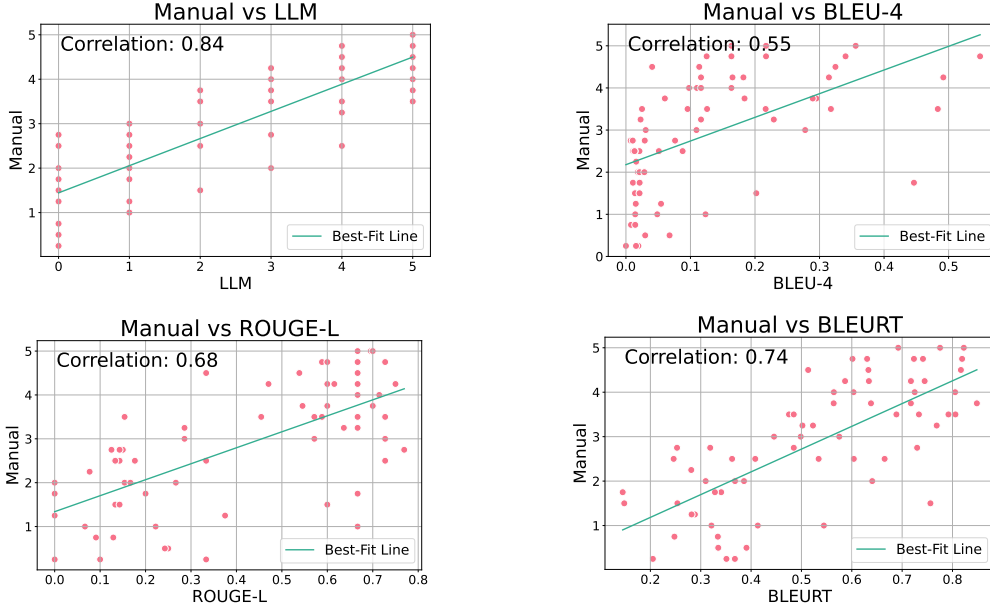 Manual vs LLM
Correlation: 0.84
Manual
5
4
3
2
1
Best-Fit Line
0 1 2 3 4 5
LLM
Manual vs BLEU-4
Correlation: 0.55
Manual
5
4
3
2
1
0
Best-Fit Line
0.0 0.1 0.2 0.3 0.4 0.5
BLEU-4
Manual vs ROUGE-L
Correlation: 0.68
Manual
5
4
3
2
1
Best-Fit Line
0.0 0.1 0.2 0.3 0.4 0.5 0.6 0.7 0.8
ROUGE-L
Manual vs BLEURT
Correlation: 0.74
Manual
5
4
3
2
1
Best-Fit Line
0.2 0.3 0.4 0.5 0.6 0.7 0.8
BLEURT